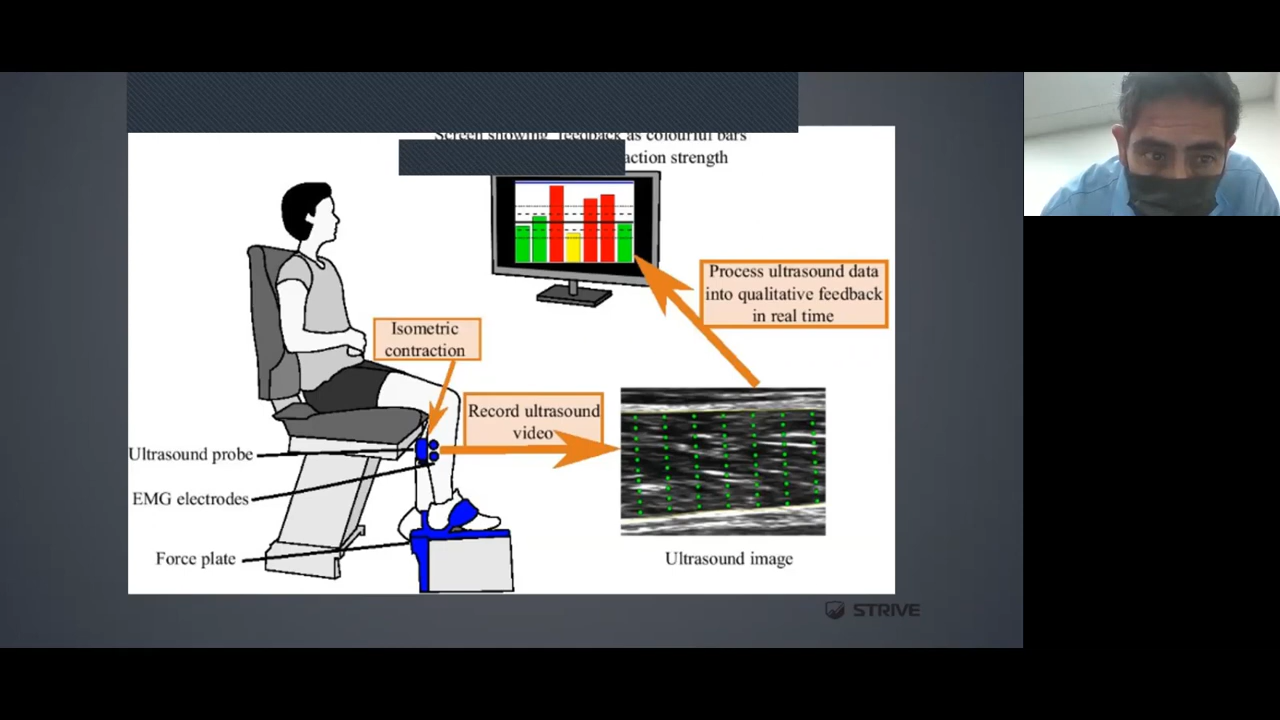 Screen showing feedback as colourful bars
action strength
Process ultrasound data
into qualitative feedback
in real time
Isometric
contraction
Record ultrasound
video
Ultrasound probe
EMG electrodes
Force plate
Ultrasound image
STRIVE